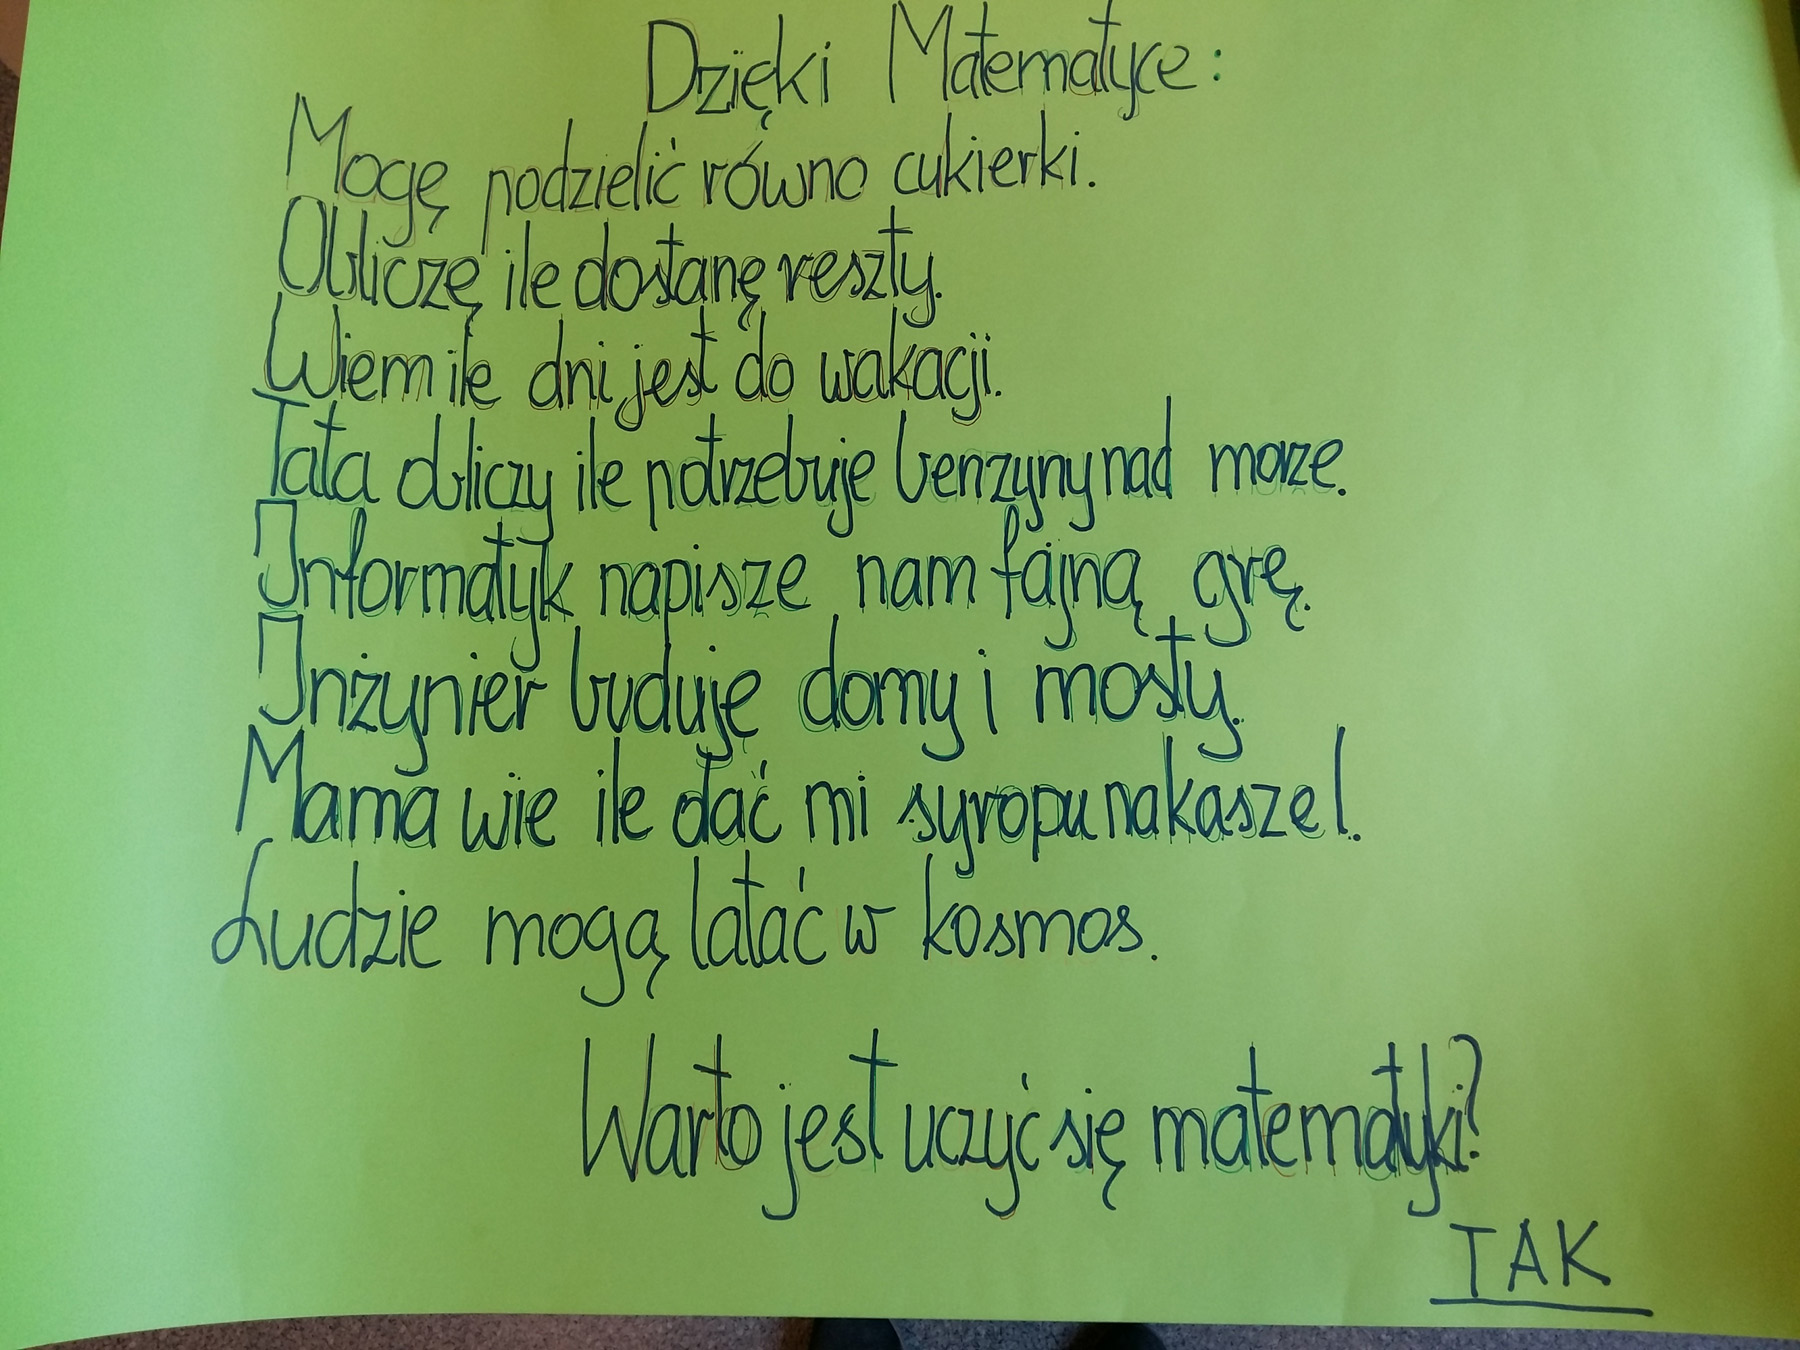 Dzięki Matematyce:
Mogę podzielić równo cukierki.
Obliczę ile dostanę reszty.
Wiem ile dni jest do wakacji.
Tata obliczy ile potrzebuje benzyny nad morze.
Informatyk napisze nam fajną grę.
Inżynier buduję domy i mosty.
Mama wie ile dać mi syropu na kaszel.
Ludzie mogą latać w kosmos.
Warto jest uczyć się matematyki?
TAK